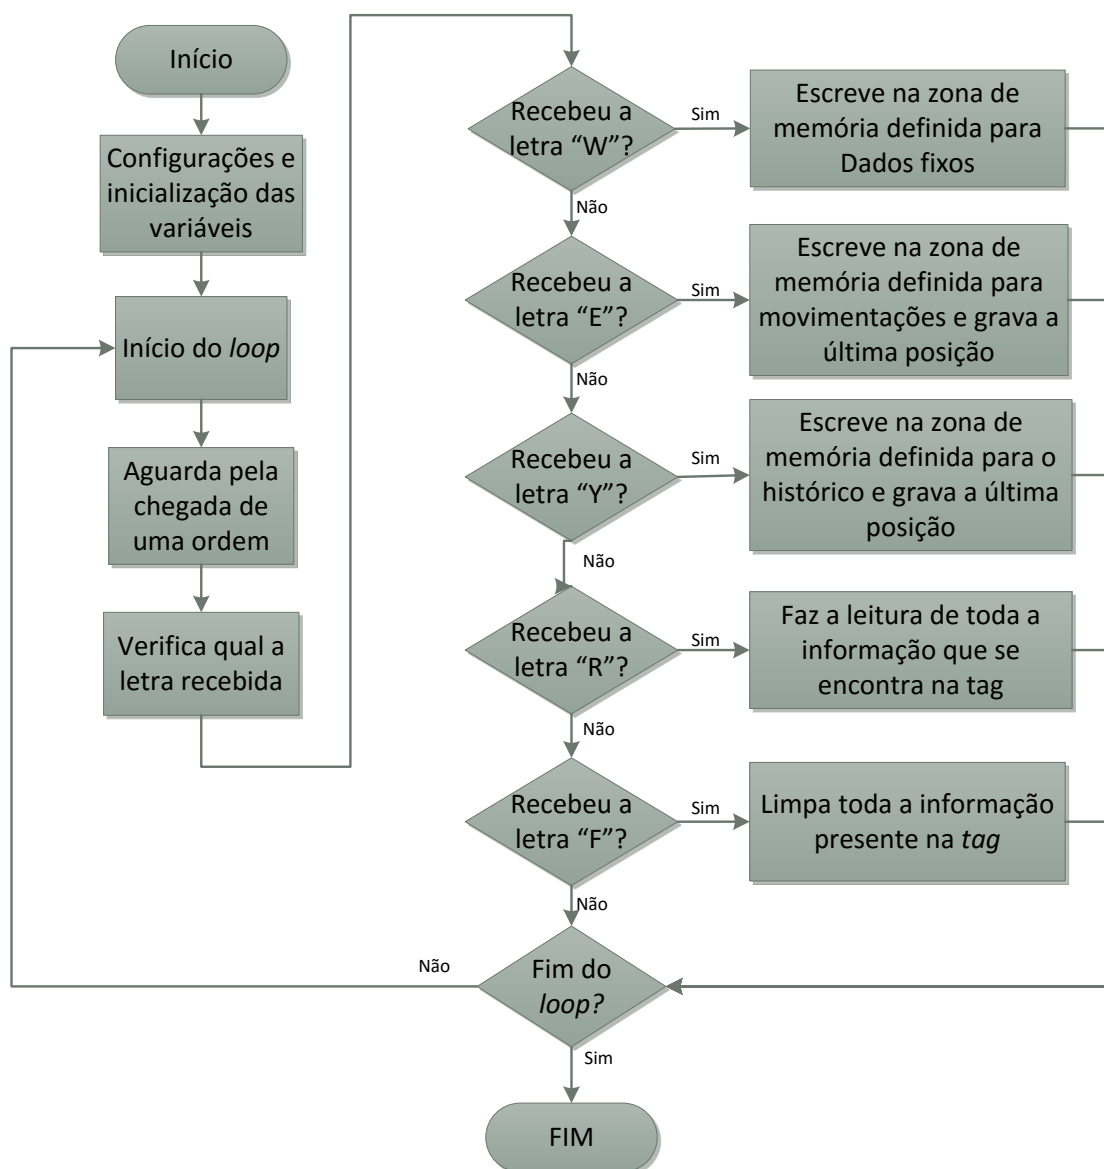 Início
Configurações e
inicialização das
variáveis
Início do loop
Aguarda pela
chegada de
uma ordem
Verifica qual a
letra recebida
Recebeu a
letra “W”?
Sim
Escreve na zona de
memória definida para
Dados fixos
Não
Recebeu a
letra “E”?
Sim
Escreve na zona de
memória definida para
movimentações e grava a
última posição
Não
Recebeu a
letra “Y”?
Sim
Escreve na zona de
memória definida para o
histórico e grava a última
posição
Não
Recebeu a
letra “R”?
Sim
Faz a leitura de toda a
informação que se
encontra na tag
Não
Recebeu a
letra “F”?
Sim
Limpa toda a informação
presente na tag
Não
Fim do
loop?
Não
Sim
FIM